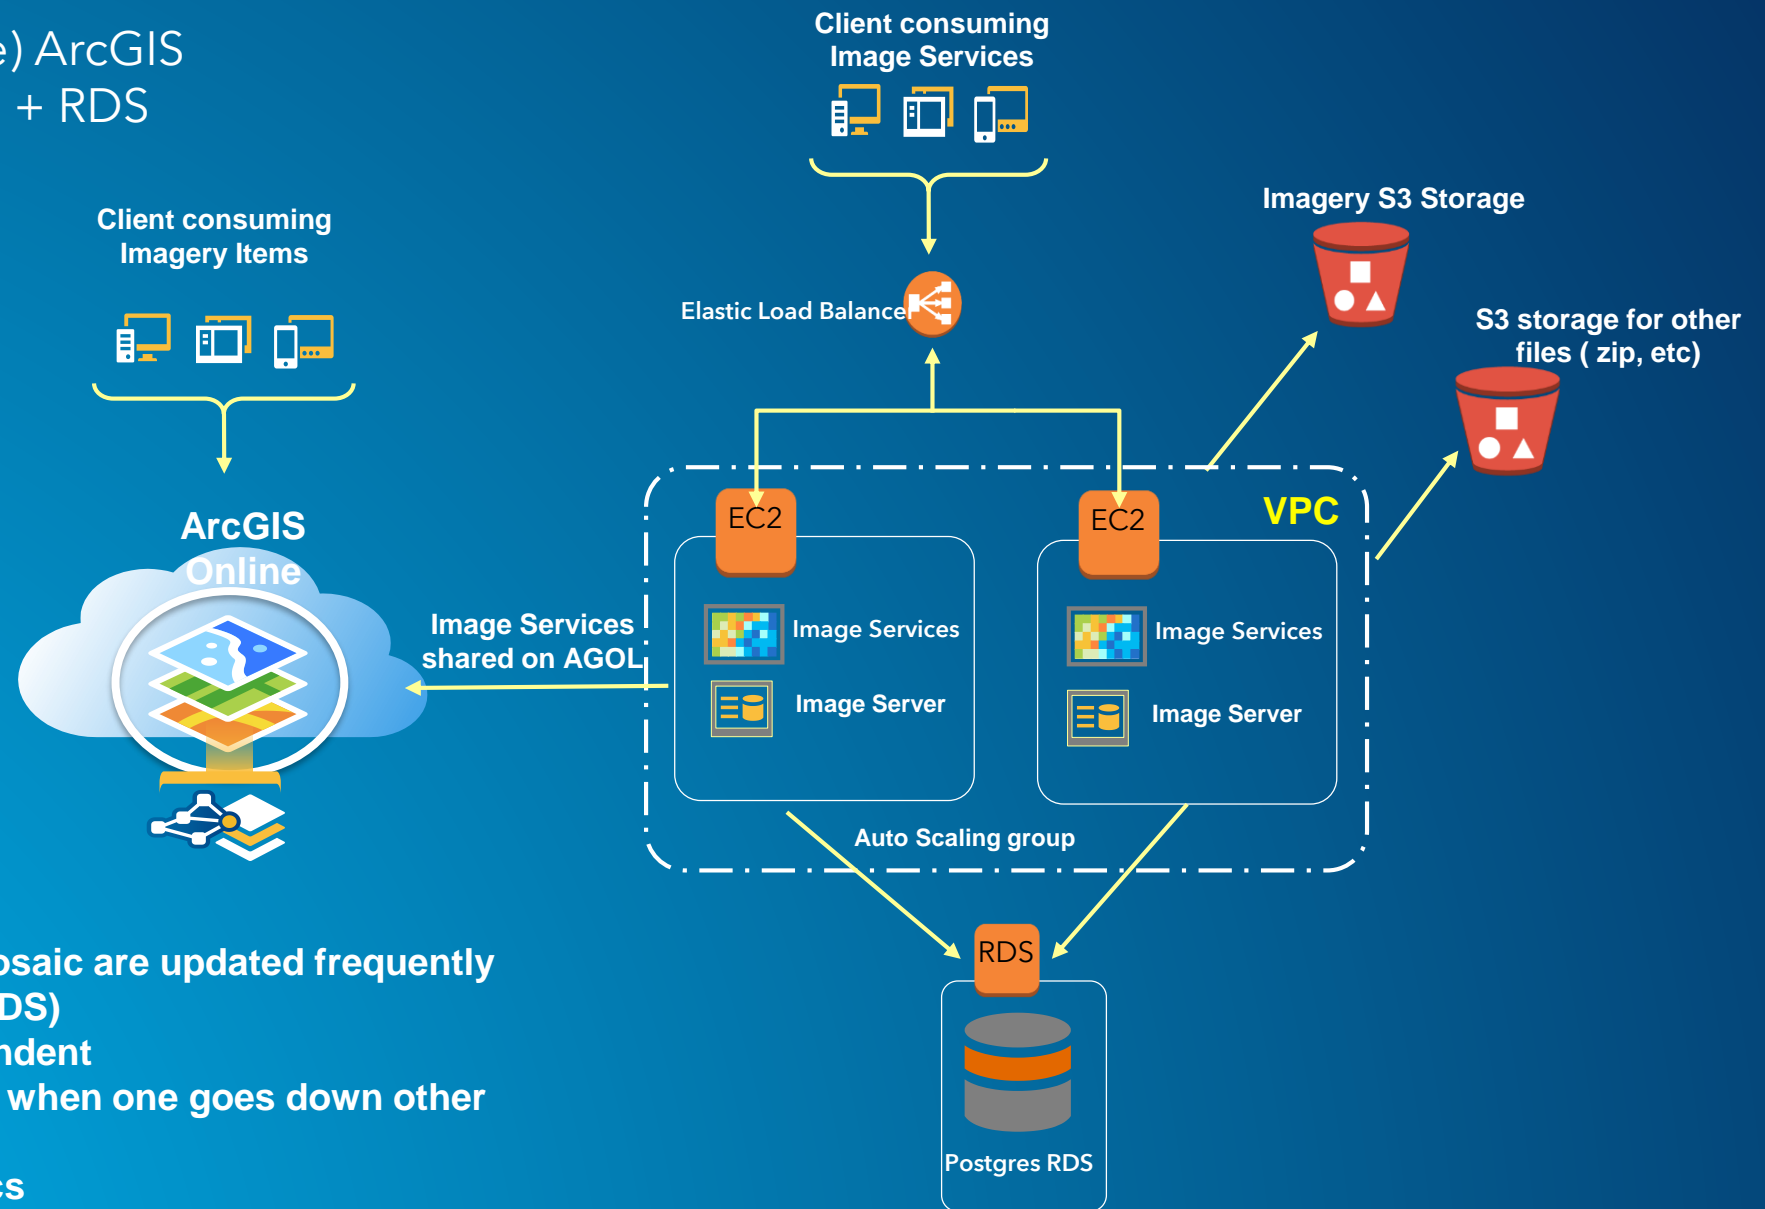 e) ArcGIS
+ RDS
Client consuming
Image Services
Client consuming
Imagery Items
Imagery S3 Storage
S3 storage for other
files ( zip, etc)
Elastic Load Balancer
ArcGIS
Online
Image Services
shared on AGOL
VPC
EC2
Image Services
Image Server
EC2
Image Services
Image Server
Auto Scaling group
RDS
Postgres RDS
osaic are updated frequently
DS)
ndent
when one goes down other
cs